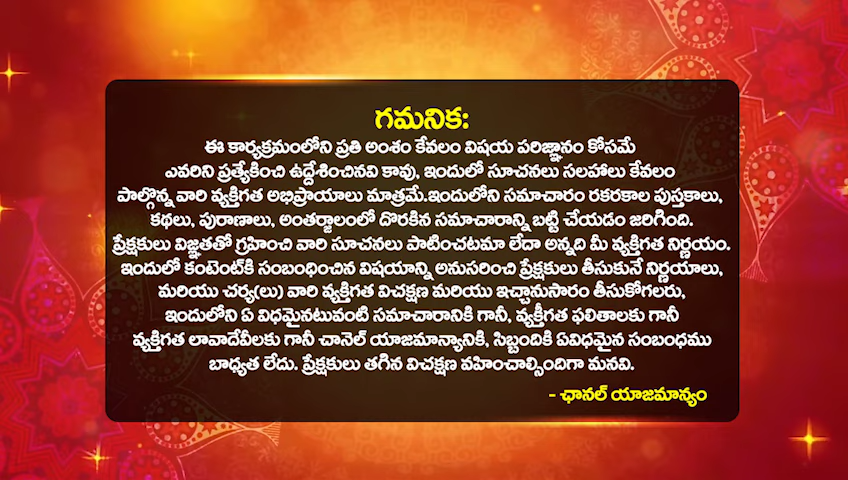 గమనిక:
ఈ కార్యక్రమంలోని ప్రతి అంశం కేవలం విషయ పరిజ్ఞానం కోసమే
ఎవరిని ప్రత్యేకించి ఉద్దేశించినవి కావు, ఇందులో సూచనలు సలహాలు కేవలం
పాల్గొన్న వారి వ్యక్తిగత అభిప్రాయాలు మాత్రమే.ఇందులోని సమాచారం రకరకాల పుస్తకాలు,
కథలు, పురాణాలు, అంతర్జాలంలో దొరకిన సమాచారాన్ని బట్టి చేయడం జరిగింది.
ప్రేక్షకులు విజ్ఞతతో గ్రహించి వారి సూచనలు పాటించటమా లేదా అన్నది మీ వ్యక్తిగత నిర్ణయం.
ఇందులో కంటెంట్‌కి సంబంధించిన విషయాన్ని అనుసరించి ప్రేక్షకులు తీసుకునే నిర్ణయాలు,
మరియు చర్య(లు) వారి వ్యక్తిగత విచక్షణ మరియు ఇచ్ఛానుసారం తీసుకోగలరు,
ఇందులోని ఏ విధమైనటువంటి సమాచారానికి గానీ, వ్యక్తిగత ఫలితాలకు గానీ
వ్యక్తిగత లావాదేవీలకు గానీ చానెల్ యాజమాన్యానికి, సిబ్బందికి ఏవిధమైన సంబంధము
బాధ్యత లేదు. ప్రేక్షకులు తగిన విచక్షణ వహించాల్సిందిగా మనవి.
- ఛానల్ యాజమాన్యం